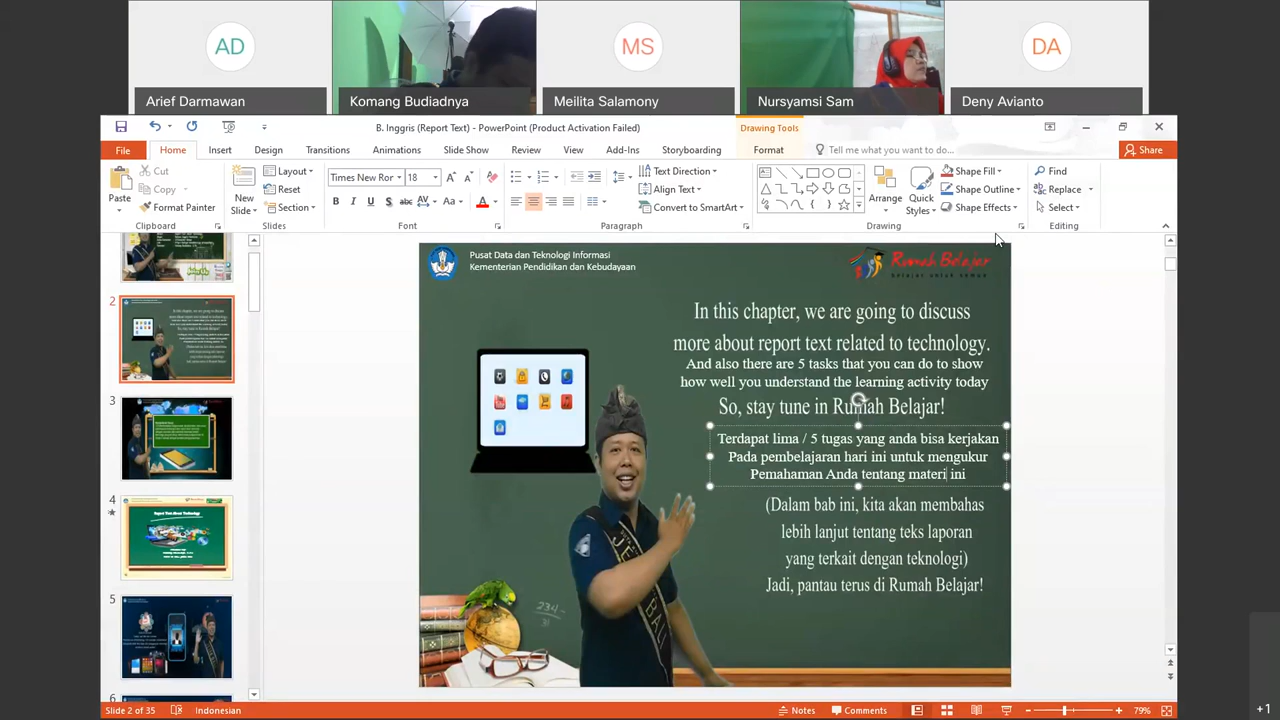 AD
MS
DA
Arief Darmawan
Komang Budiadnya
Meilita Salamony
Nursyamsi Sam
Deny Avianto
B. Inggris (Report Text) - PowerPoint (Product Activation Failed)
Drawing Tools
File
Home
Insert
Design
Transitions
Animations
Slide Show
Review
View
Add-Ins
Storyboarding
Format
Tell me what you want to do...
Share
Paste
Cut
Copy
Format Painter
Clipboard
New
Slide
Layout
Reset
Section
Slides
Times New Ror
18
B I U S abc AV Aa A
Font
Text Direction
Align Text
Convert to SmartArt
Paragraph
Arrange
Quick
Styles
Shape Fill
Shape Outline
Shape Effects
Drawing
Find
Replace
Select
Editing
2
3
4
5
6
Pusat Data dan Teknologi Informasi
Kementerian Pendidikan dan Kebudayaan
Rumah Belajar
belajar untuk semua
In this chapter, we are going to discuss
more about report text related to technology.
And also there are 5 tasks that you can do to show
how well you understand the learning activity today
So, stay tune in Rumah Belajar!
Terdapat lima / 5 tugas yang anda bisa kerjakan
Pada pembelajaran hari ini untuk mengukur
Pemahaman Anda tentang materi ini
(Dalam bab ini, kita akan membahas
lebih lanjut tentang teks laporan
yang terkait dengan teknologi)
Jadi, pantau terus di Rumah Belajar!
Slide 2 of 35
Indonesian
Notes
Comments
79%
+1